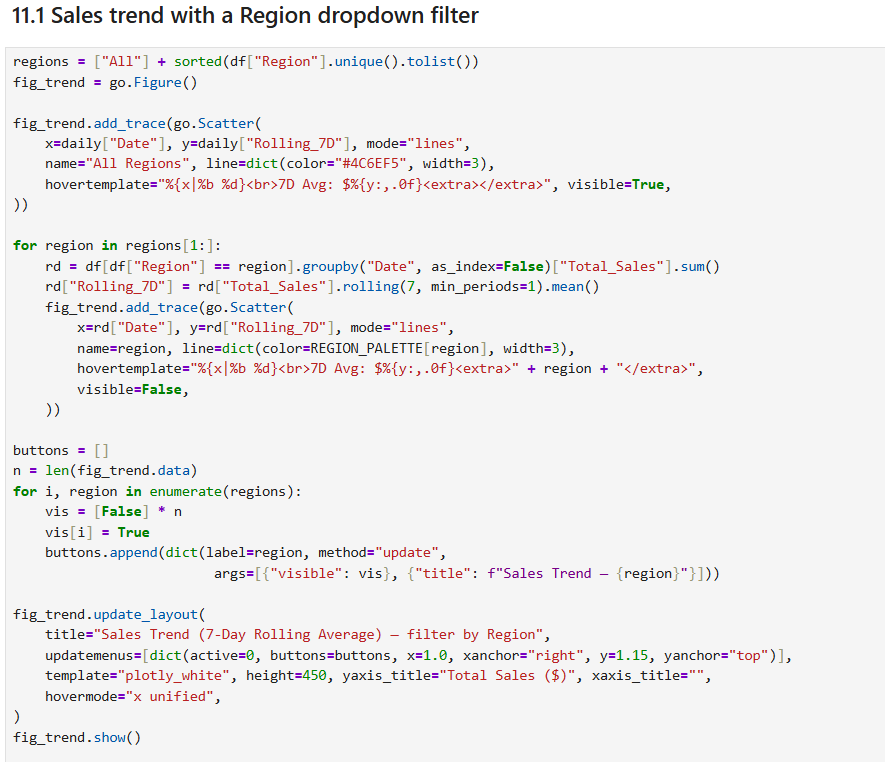 11.1 Sales trend with a Region dropdown filter
regions = ["All"] + sorted(df["Region"].unique().tolist())
fig_trend = go.Figure()

fig_trend.add_trace(go.Scatter(
    x=daily["Date"], y=daily["Rolling_7D"], mode="lines",
    name="All Regions", line=dict(color="#4C6EF5", width=3),
    hovertemplate="%{x|%b %d}<br>7D Avg: $%{y:,.0f}<extra></extra>", visible=True,
))

for region in regions[1:]:
    rd = df[df["Region"] == region].groupby("Date", as_index=False)["Total_Sales"].sum()
    rd["Rolling_7D"] = rd["Total_Sales"].rolling(7, min_periods=1).mean()
    fig_trend.add_trace(go.Scatter(
        x=rd["Date"], y=rd["Rolling_7D"], mode="lines",
        name=region, line=dict(color=REGION_PALETTE[region], width=3),
        hovertemplate="%{x|%b %d}<br>7D Avg: $%{y:,.0f}<extra>" + region + "</extra>",
        visible=False,
    ))

buttons = []
n = len(fig_trend.data)
for i, region in enumerate(regions):
    vis = [False] * n
    vis[i] = True
    buttons.append(dict(label=region, method="update",
                         args=[{"visible": vis}, {"title": f"Sales Trend — {region}"}]))

fig_trend.update_layout(
    title="Sales Trend (7-Day Rolling Average) — filter by Region",
    updatemenus=[dict(active=0, buttons=buttons, x=1.0, xanchor="right", y=1.15, yanchor="top")],
    template="plotly_white", height=450, yaxis_title="Total Sales ($)", xaxis_title="",
    hovermode="x unified",
)
fig_trend.show()